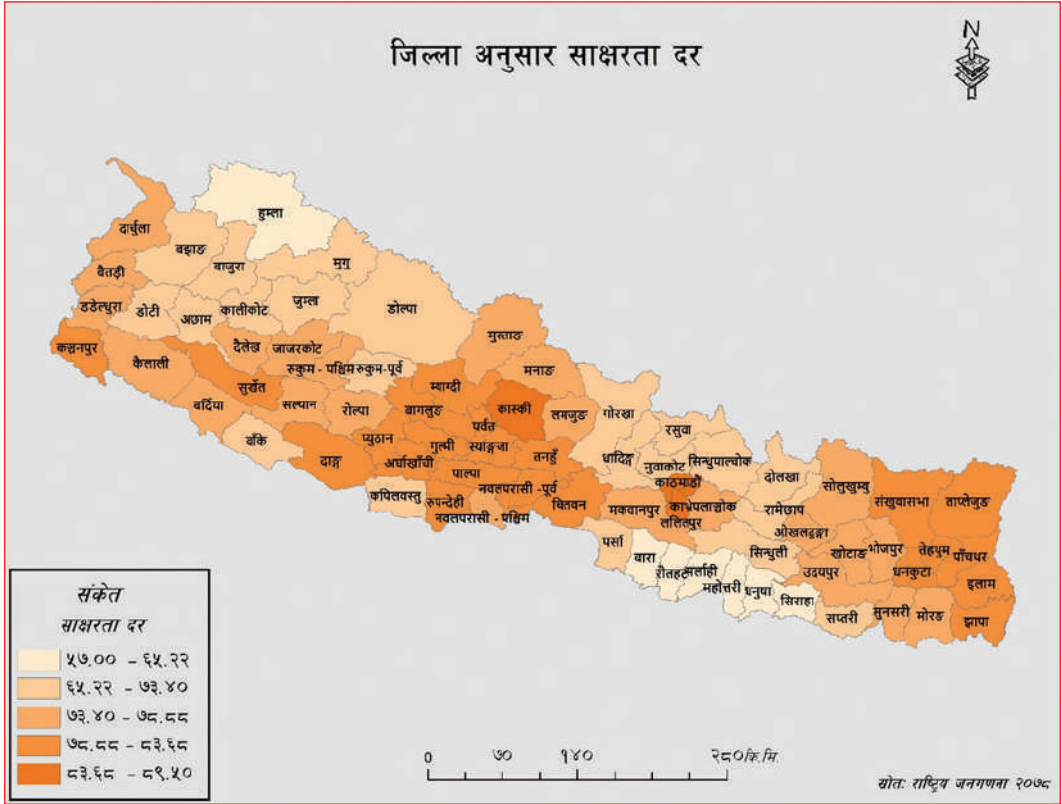 जिल्ला अनुसार साक्षरता दर
N
हुम्ला
दार्चुला
बझाङ
बाजुरा
मुगु
बैतडी
डडेल्धुरा
डोटी
अछाम
कालीकोट
जुम्ला
डोल्पा
कञ्चनपुर
कैलाली
दैलेख
जाजरकोट
रुकुम - पश्चिम
रुकुम-पूर्व
मुस्ताङ
मनाङ
सुर्खेत
बर्दिया
सल्यान
रोल्पा
म्याग्दी
बागलुङ
कास्की
पर्वत
लमजुङ
गोरखा
रसुवा
बाँके
दाङ्ग
प्युठान
गुल्मी
स्याङ्गजा
तनहुँ
धादिङ्ग
नुवाकोट
सिन्धुपाल्चोक
अर्घाखाँची
पाल्पा
काठमाडौं
दोलखा
सोलुखुम्बु
संखुवासभा
ताप्लेजुङ
कपिलवस्तु
रुपन्देही
नवलपरासी -पूर्व
नवलपरासी - पश्चिम
चितवन
मकवानपुर
काभ्रेपलाञ्चोक
ललितपुर
रामेछाप
ओखलढुङ्गा
पर्सा
बारा
रौतहट
सर्लाही
महोत्तरी
धनुषा
सिराहा
सिन्धुली
खोटाङ
भोजपुर
तेह्रथुम
पाँचथर
उदयपुर
धनकुटा
इलाम
सप्तरी
सुनसरी
मोरङ
झापा
संकेत
साक्षरता दर
५७.०० - ६५.२२
६५.२२ - ७३.४०
७३.४० - ७८.८८
७८.८८ - ८३.६८
८३.६८ - ८९.५०
0 ७० १४० २८०कि.मि.
स्रोतः राष्ट्रिय जनगणना २०७८